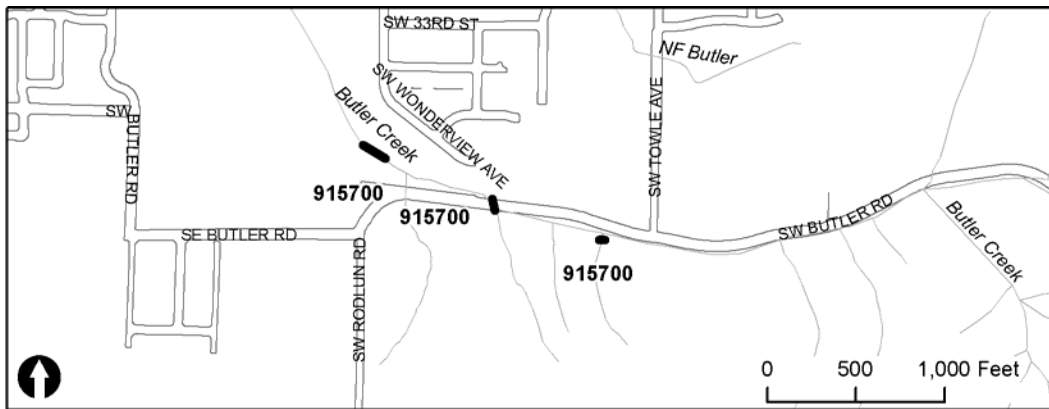 SW 33RD ST
NF Butler
SW WONDERVIEW AVE
Butler Creek
SW TOWLE AVE
SW
BUTLER RD
915700
915700
SE BUTLER RD
SW BUTLER RD
Butler Creek
915700
SW RODLUN RD
0 500 1,000 Feet